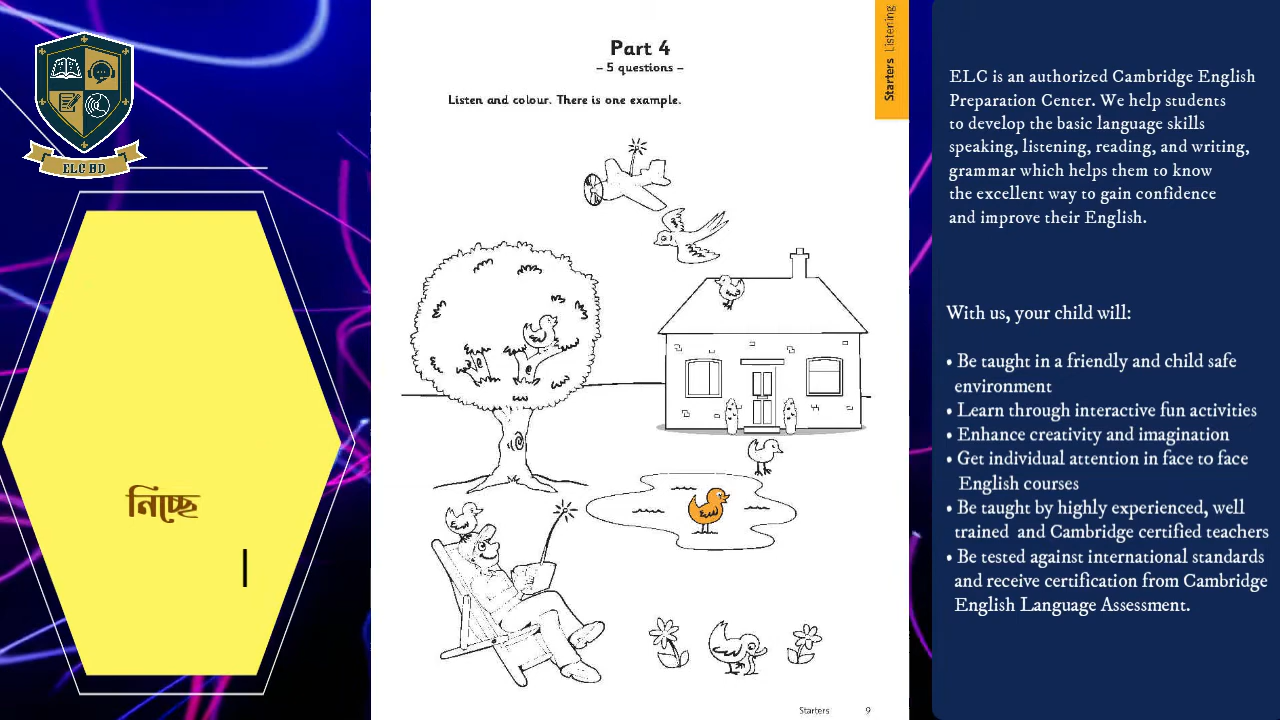 ELC BD
নিচ্ছে
Part 4
– 5 questions –
Listen and colour. There is one example.
Starters Listening
Starters 9
ELC is an authorized Cambridge English
Preparation Center. We help students
to develop the basic language skills
speaking, listening, reading, and writing,
grammar which helps them to know
the excellent way to gain confidence
and improve their English.
With us, your child will:
• Be taught in a friendly and child safe
environment
• Learn through interactive fun activities
• Enhance creativity and imagination
• Get individual attention in face to face
English courses
• Be taught by highly experienced, well
trained and Cambridge certified teachers
• Be tested against international standards
and receive certification from Cambridge
English Language Assessment.